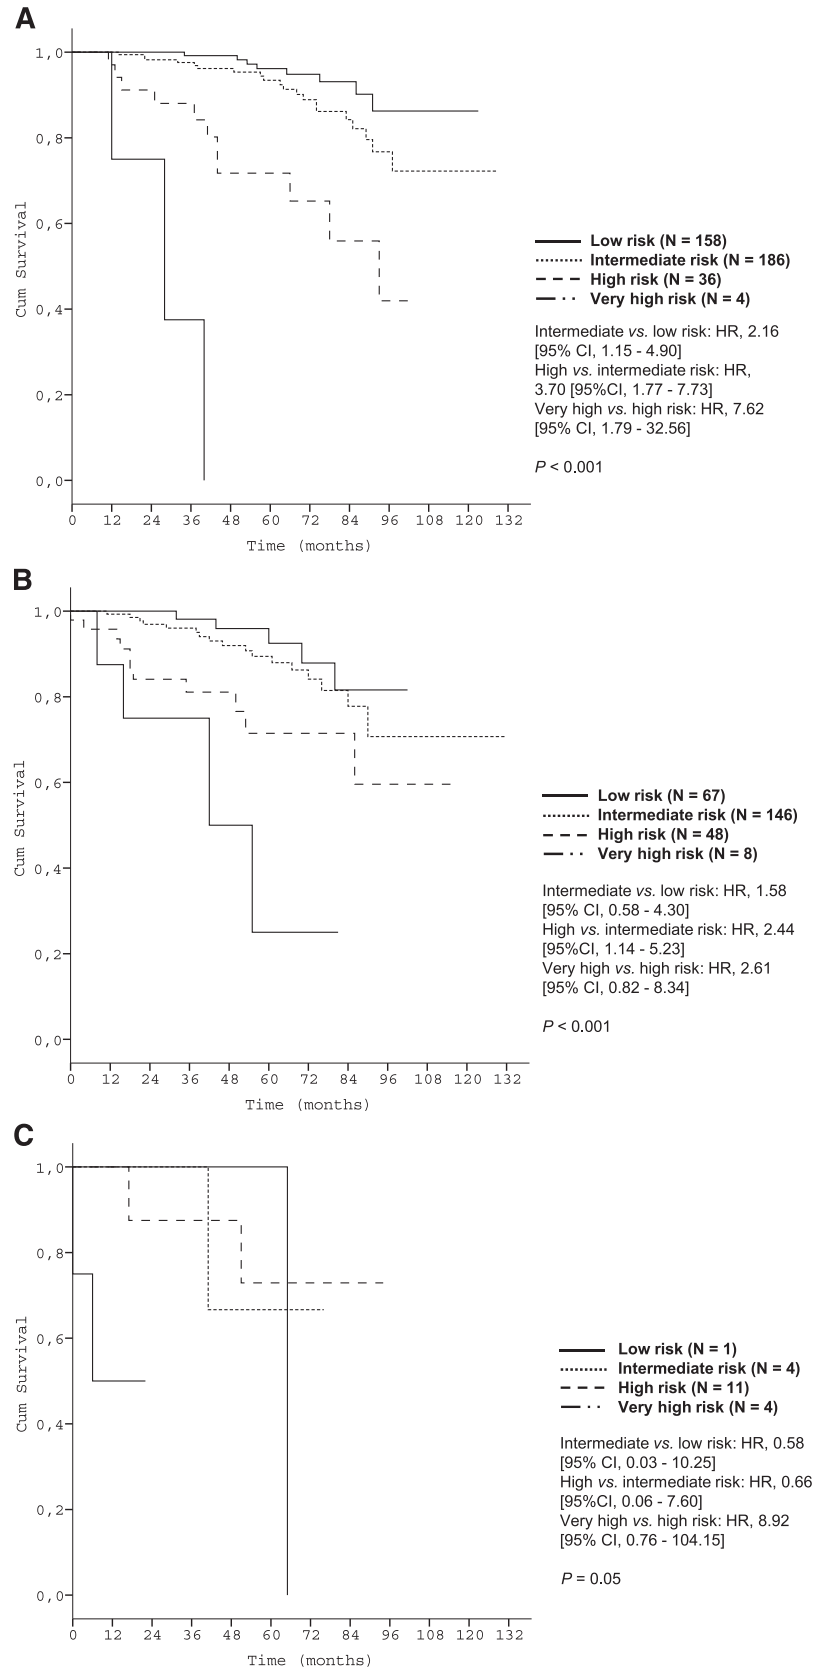 A
1,0
0,8
0,6
0,4
0,2
0,0
Cum Survival
0 12 24 36 48 60 72 84 96 108 120 132
Time (months)
Low risk (N = 158)
Intermediate risk (N = 186)
High risk (N = 36)
Very high risk (N = 4)
Intermediate vs. low risk: HR, 2.16
[95% CI, 1.15 - 4.90]
High vs. intermediate risk: HR,
3.70 [95%CI, 1.77 - 7.73]
Very high vs. high risk: HR, 7.62
[95% CI, 1.79 - 32.56]
P < 0.001
B
1,0
0,8
0,6
0,4
0,2
0,0
Cum Survival
0 12 24 36 48 60 72 84 96 108 120 132
Time (months)
Low risk (N = 67)
Intermediate risk (N = 146)
High risk (N = 48)
Very high risk (N = 8)
Intermediate vs. low risk: HR, 1.58
[95% CI, 0.58 - 4.30]
High vs. intermediate risk: HR, 2.44
[95%CI, 1.14 - 5.23]
Very high vs. high risk: HR, 2.61
[95% CI, 0.82 - 8.34]
P < 0.001
C
1,0
0,8
0,6
0,4
0,2
0,0
Cum Survival
0 12 24 36 48 60 72 84 96 108 120 132
Time (months)
Low risk (N = 1)
Intermediate risk (N = 4)
High risk (N = 11)
Very high risk (N = 4)
Intermediate vs. low risk: HR, 0.58
[95% CI, 0.03 - 10.25]
High vs. intermediate risk: HR, 0.66
[95%CI, 0.06 - 7.60]
Very high vs. high risk: HR, 8.92
[95% CI, 0.76 - 104.15]
P = 0.05